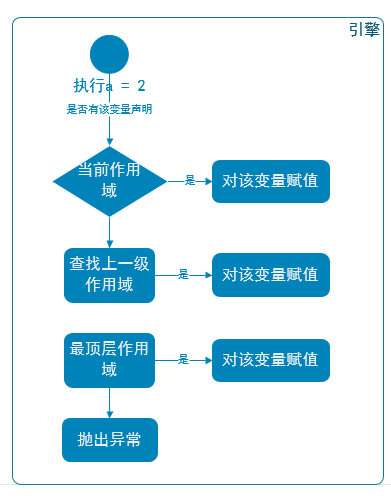 引擎
执行a = 2
是否有该变量声明
当前作用
域
是
对该变量赋值
查找上一级
作用域
是
对该变量赋值
最顶层作用
域
是
对该变量赋值
抛出异常